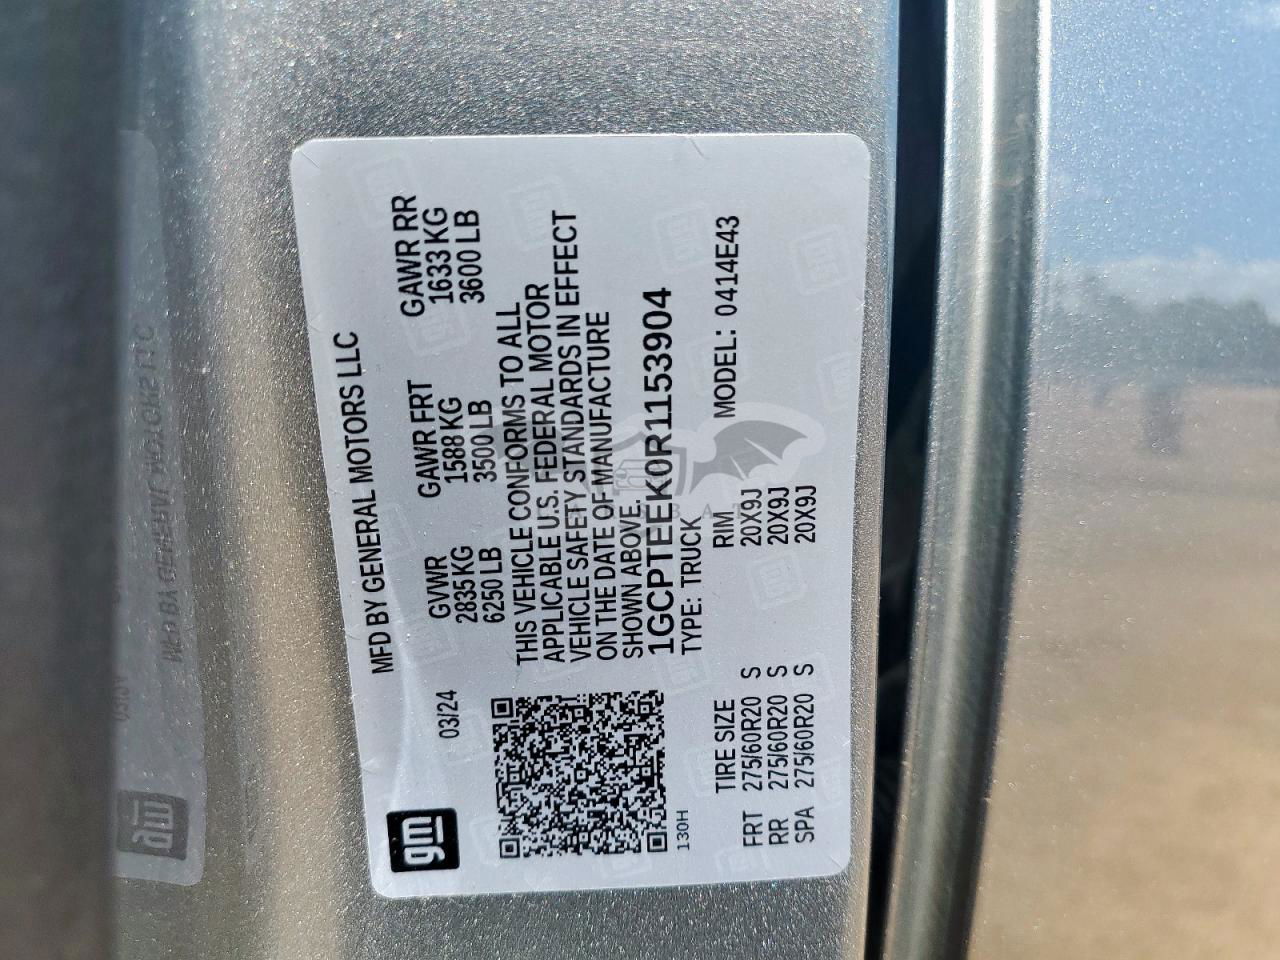 MFD BY GENERAL MOTORS LLC
gm
03/24
GVWR GAWR FRT GAWR RR
2835 KG 1588 KG 1633 KG
6250 LB 3500 LB 3600 LB
THIS VEHICLE CONFORMS TO ALL
APPLICABLE U.S. FEDERAL MOTOR
VEHICLE SAFETY STANDARDS IN EFFECT
ON THE DATE OF MANUFACTURE
SHOWN ABOVE.
1GCPTEEK0R1153904
TYPE: TRUCK
130H
MODEL: 0414E43
TIRE SIZE RIM
FRT 275/60R20 S 20X9J
RR 275/60R20 S 20X9J
SPA 275/60R20 S 20X9J